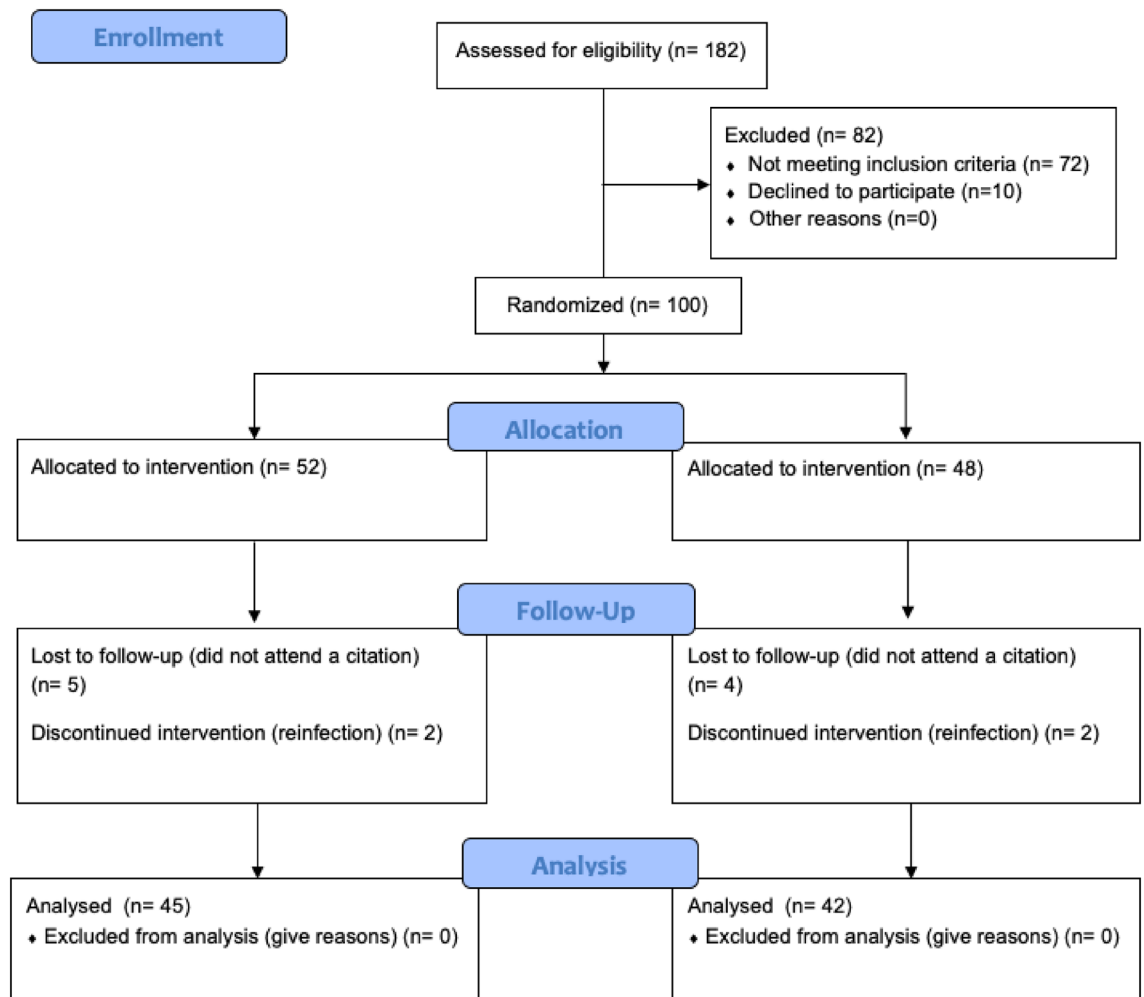 Enrollment
Assessed for eligibility (n= 182)
Excluded (n= 82)
♦ Not meeting inclusion criteria (n= 72)
♦ Declined to participate (n=10)
♦ Other reasons (n=0)
Randomized (n= 100)
Allocation
Allocated to intervention (n= 52)
Allocated to intervention (n= 48)
Follow-Up
Lost to follow-up (did not attend a citation)
(n= 5)
Discontinued intervention (reinfection) (n= 2)
Lost to follow-up (did not attend a citation)
(n= 4)
Discontinued intervention (reinfection) (n= 2)
Analysis
Analysed (n= 45)
♦ Excluded from analysis (give reasons) (n= 0)
Analysed (n= 42)
♦ Excluded from analysis (give reasons) (n= 0)